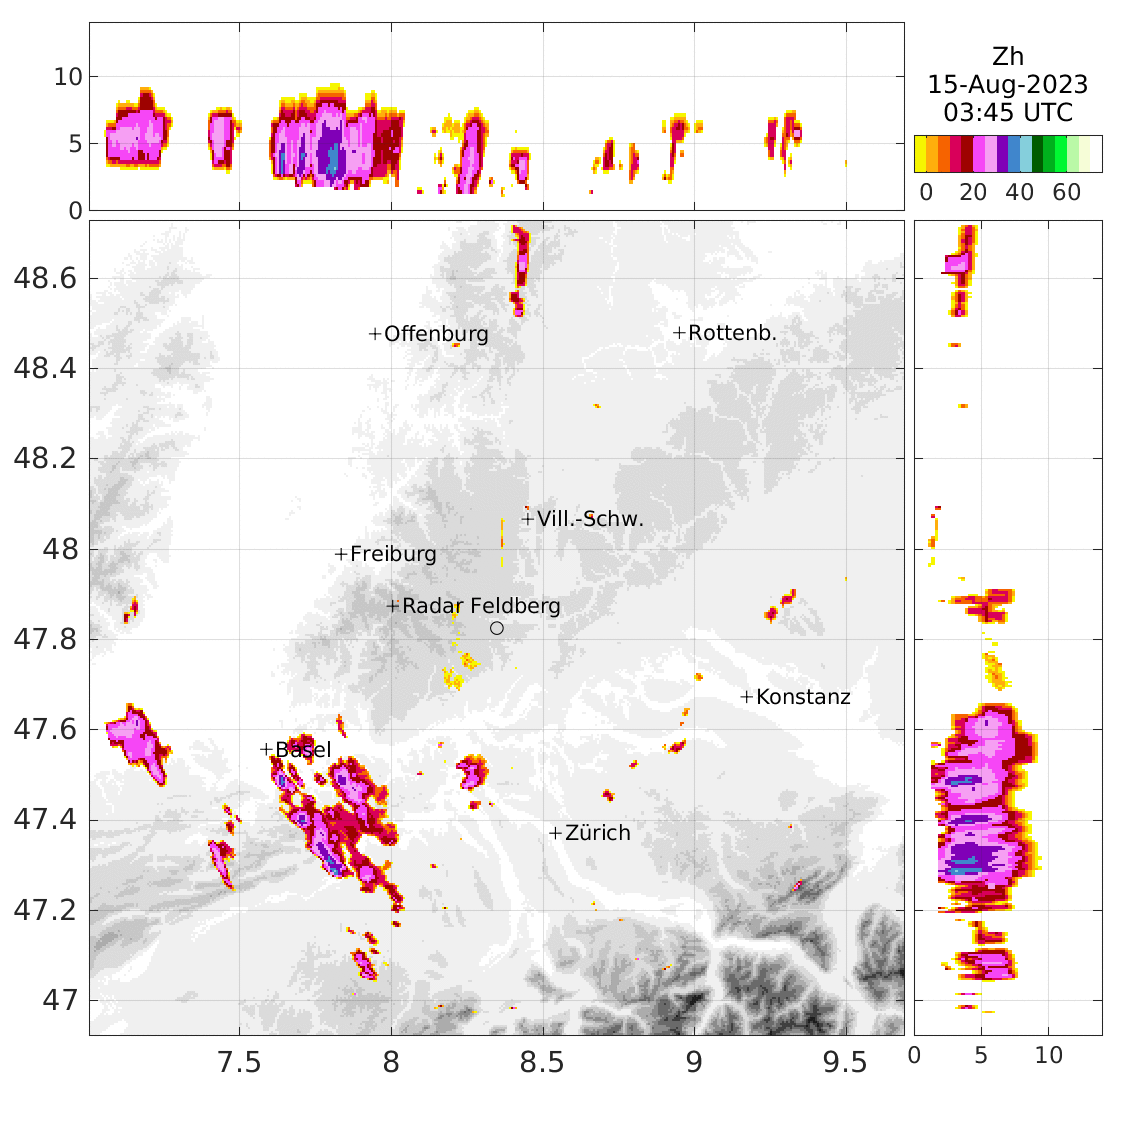 Zh
15-Aug-2023
03:45 UTC
10
5
0
0 20 40 60
48.6
+Offenburg
+Rottenb.
48.4
48.2
+Vill.-Schw.
48
+Freiburg
+Radar Feldberg
47.8
+Konstanz
47.6
+Basel
47.4
+Zürich
47.2
47
7.5 8 8.5 9 9.5
0 5 10